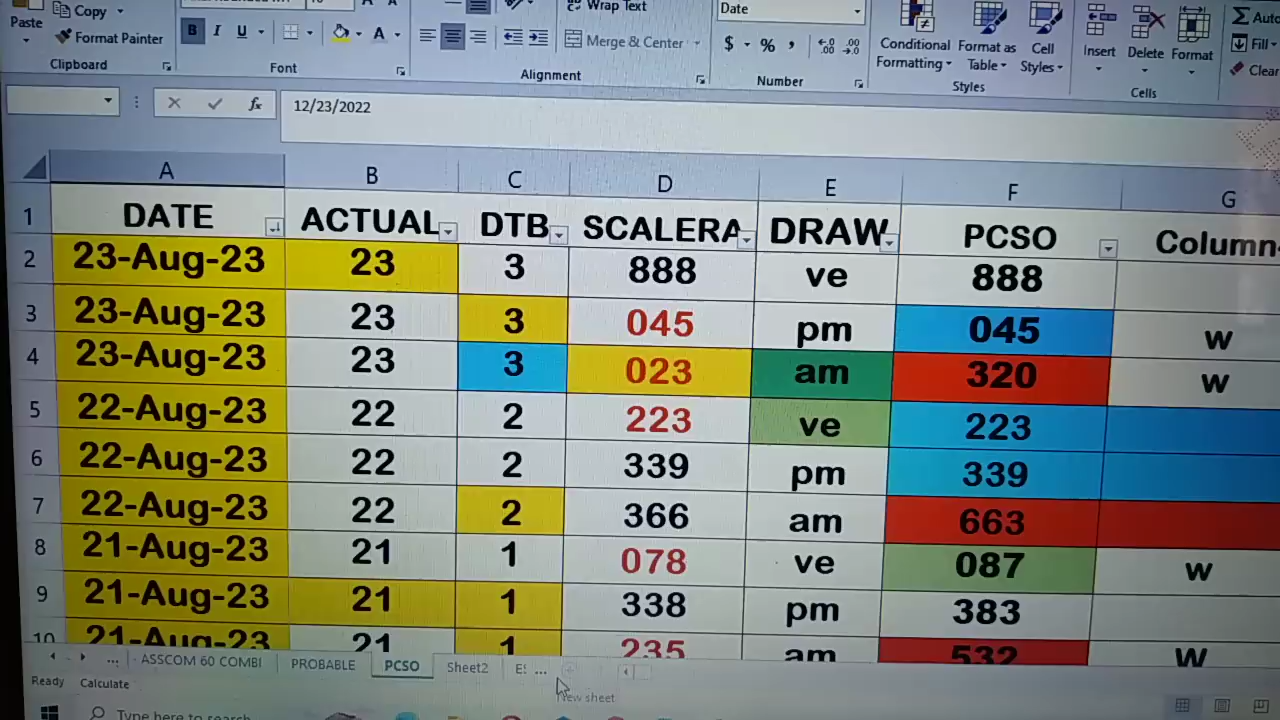 Paste
Copy
Format Painter
Clipboard
B I U A
Font
Wrap Text
Merge & Center
Alignment
Date
$ % ,
Number
Conditional Formatting
Format as Table
Cell Styles
Styles
Insert Delete Format
Cells
Σ Auto
Fill
Clear
fx 12/23/2022
A B C D E F G
1 DATE ACTUAL DTB SCALERA DRAW PCSO Column
2 23-Aug-23 23 3 888 ve 888
3 23-Aug-23 23 3 045 pm 045 w
4 23-Aug-23 23 3 023 am 320 w
5 22-Aug-23 22 2 223 ve 223
6 22-Aug-23 22 2 339 pm 339
7 22-Aug-23 22 2 366 am 663
8 21-Aug-23 21 1 078 ve 087 w
9 21-Aug-23 21 1 338 pm 383
10 21-Aug-23 21 1 235 am 532 W
... ASSCOM 60 COMBI PROBABLE PCSO Sheet2 E! ...
Ready Calculate
New sheet
Type here to search